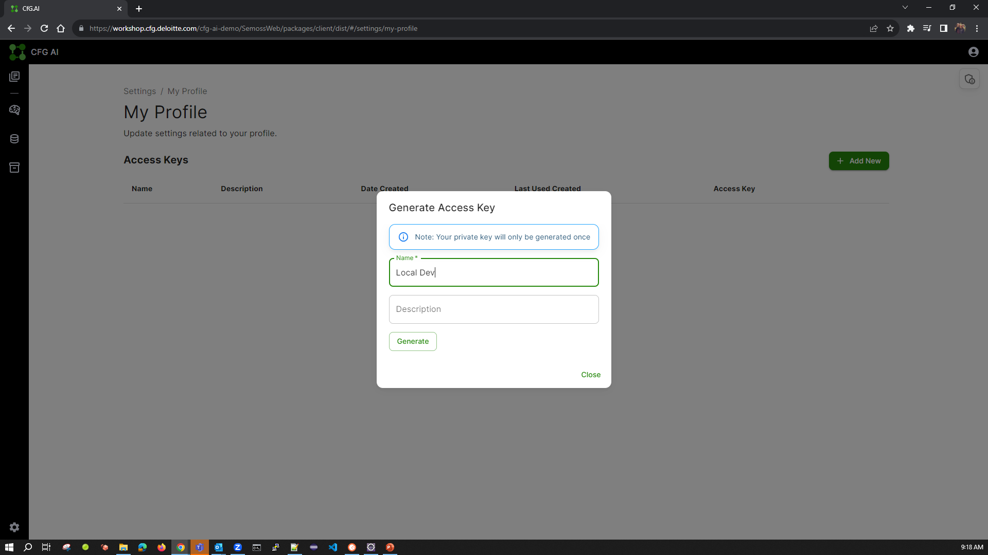 CFG.AI
https://workshop.cfg.deloitte.com/cfg-ai-demo/SemossWeb/packages/client/dist/#/settings/my-profile
CFG AI
Settings / My Profile
My Profile
Update settings related to your profile.
Access Keys
+ Add New
Name Description Date Created Last Used Created Access Key
Generate Access Key
Note: Your private key will only be generated once
Name *
Local Dev
Description
Generate
Close
9:18 AM